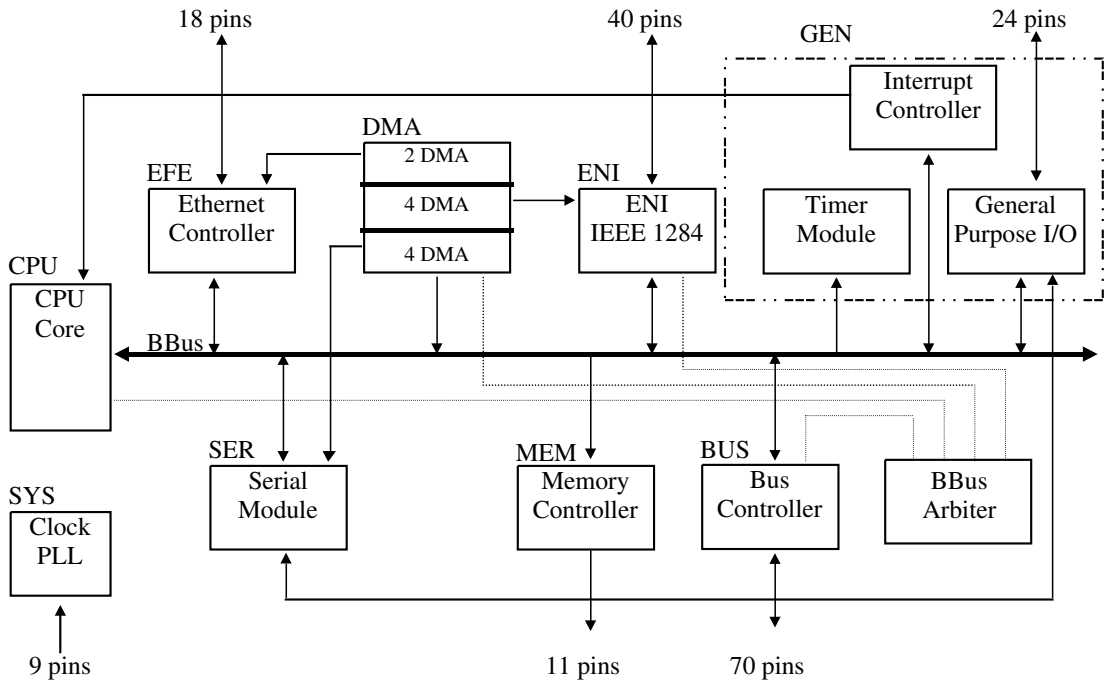 18 pins
40 pins
GEN
24 pins
Interrupt
Controller
DMA
2 DMA
4 DMA
4 DMA
EFE
Ethernet
Controller
ENI
ENI
IEEE 1284
Timer
Module
General
Purpose I/O
CPU
CPU
Core
BBus
SER
Serial
Module
MEM
Memory
Controller
BUS
Bus
Controller
BBus
Arbiter
SYS
Clock
PLL
9 pins
11 pins
70 pins